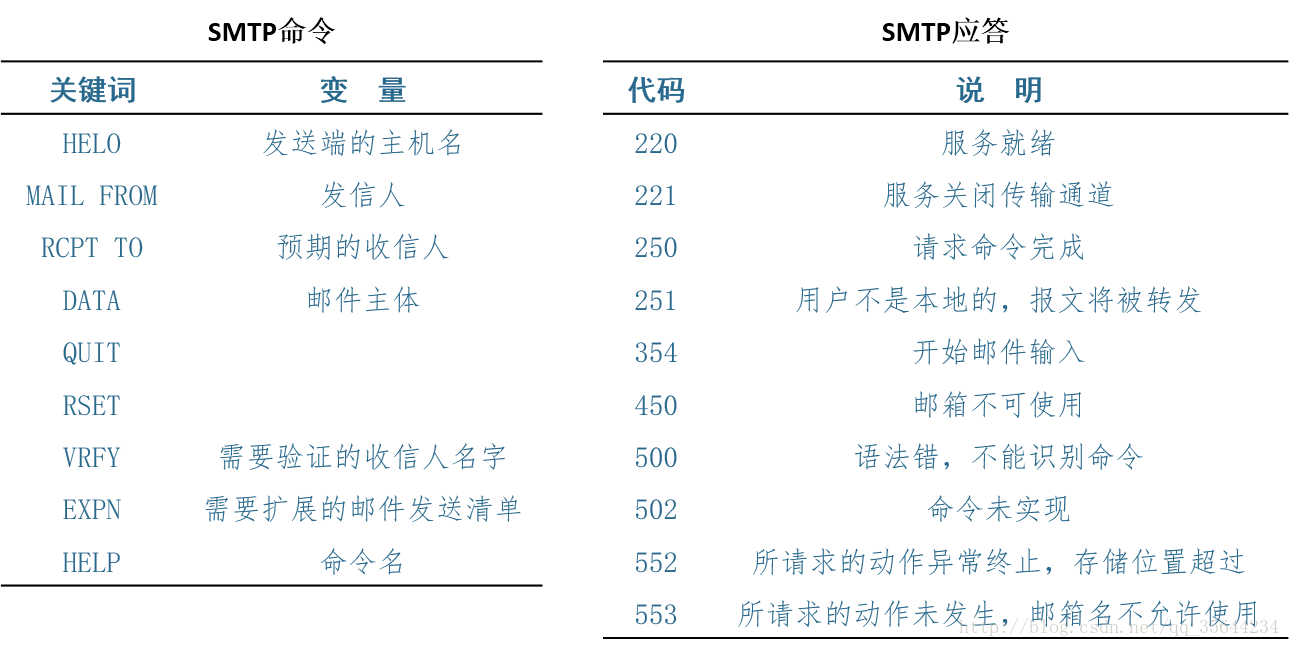 SMTP命令
关键词 变 量
HELO 发送端的主机名
MAIL FROM 发信人
RCPT TO 预期的收信人
DATA 邮件主体
QUIT
RSET
VRFY 需要验证的收信人名字
EXPN 需要扩展的邮件发送清单
HELP 命令名
SMTP应答
代码 说 明
220 服务就绪
221 服务关闭传输通道
250 请求命令完成
251 用户不是本地的，报文将被转发
354 开始邮件输入
450 邮箱不可使用
500 语法错，不能识别命令
502 命令未实现
552 所请求的动作异常终止，存储位置超过
553 所请求的动作未发生，邮箱名不允许使用
http://blog.csdn.net/qq_35644234